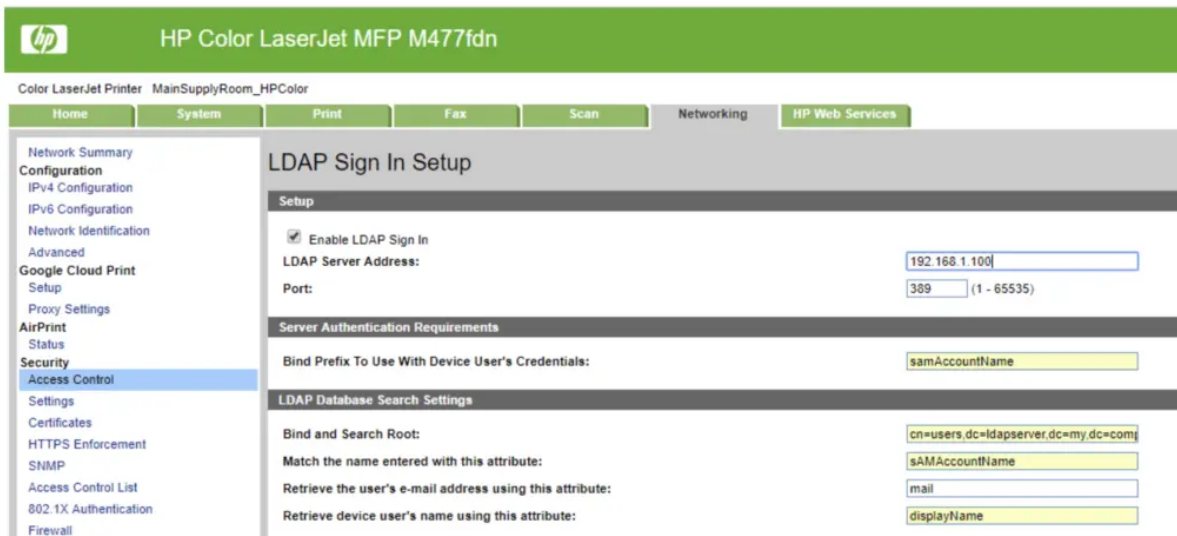 hp
HP Color LaserJet MFP M477fdn
Color LaserJet Printer MainSupplyRoom_HPColor
Home System Print Fax Scan Networking HP Web Services
Network Summary
Configuration
IPv4 Configuration
IPv6 Configuration
Network Identification
Advanced
Google Cloud Print
Setup
Proxy Settings
AirPrint
Status
Security
Access Control
Settings
Certificates
HTTPS Enforcement
SNMP
Access Control List
802.1X Authentication
Firewall
LDAP Sign In Setup
Setup
Enable LDAP Sign In
LDAP Server Address: 192.168.1.100
Port: 389 (1 - 65535)
Server Authentication Requirements
Bind Prefix To Use With Device User's Credentials: samAccountName
LDAP Database Search Settings
Bind and Search Root: cn=users,dc=ldapserver,dc=my,dc=comp
Match the name entered with this attribute: sAMAccountName
Retrieve the user's e-mail address using this attribute: mail
Retrieve device user's name using this attribute: displayName